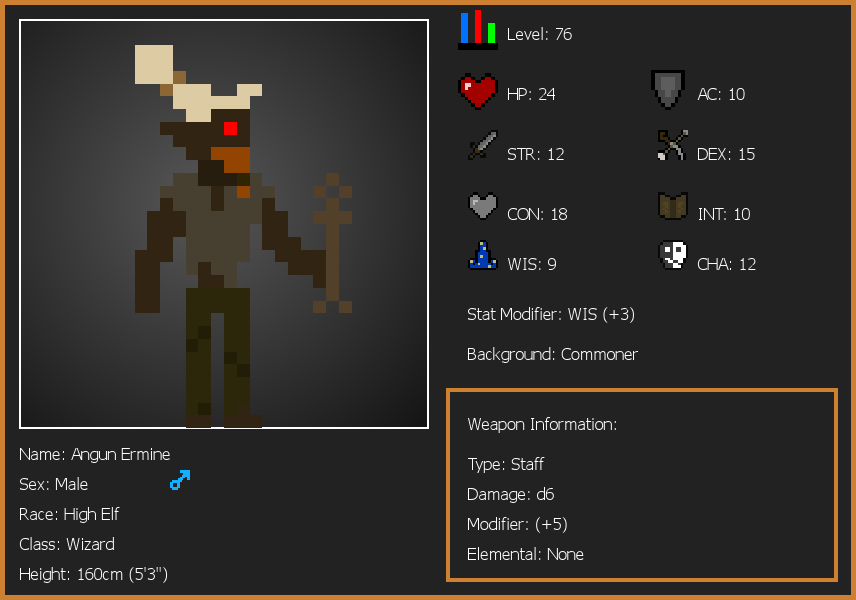 Level: 76
HP: 24
AC: 10
STR: 12
DEX: 15
CON: 18
INT: 10
WIS: 9
CHA: 12
Stat Modifier: WIS (+3)
Background: Commoner
Weapon Information:
Type: Staff
Damage: d6
Modifier: (+5)
Elemental: None
Name: Angun Ermine
Sex: Male
Race: High Elf
Class: Wizard
Height: 160cm (5'3")